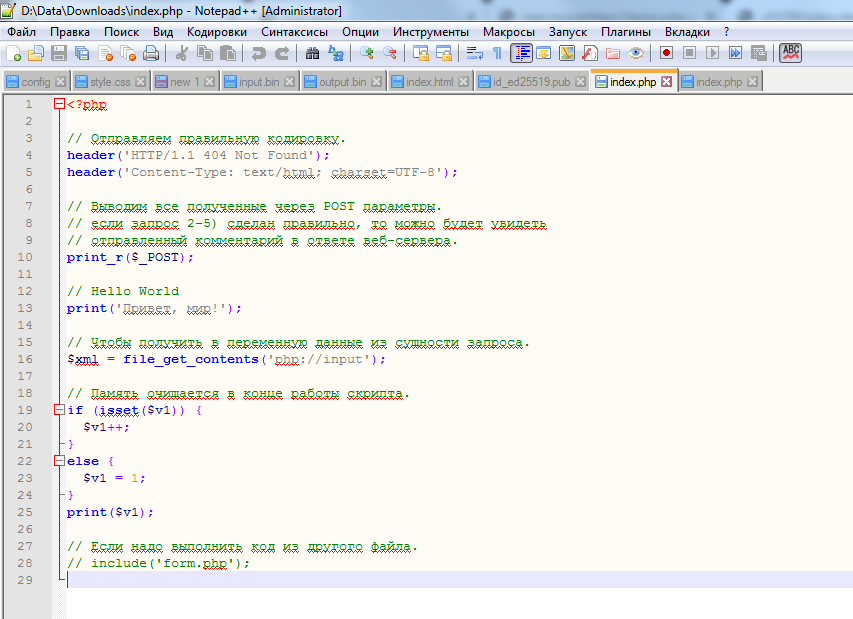 D:\Data\Downloads\index.php - Notepad++ [Administrator]
Файл Правка Поиск Вид Кодировки Синтаксисы Опции Инструменты Макросы Запуск Плагины Вкладки ?
ABC
config style.css new 1 input.bin output.bin index.html id_ed25519.pub index.php index.php
1 <?php
2
3 // Отправляем правильную кодировку.
4 header('HTTP/1.1 404 Not Found');
5 header('Content-Type: text/html; charset=UTF-8');
6
7 // Выводим все полученные через POST параметры.
8 // если запрос 2-5) сделан правильно, то можно будет увидеть
9 // отправленный комментарий в ответе веб-сервера.
10 print_r($_POST);
11
12 // Hello World
13 print('Привет, мир!');
14
15 // Чтобы получить в переменную данные из сущности запроса.
16 $xml = file_get_contents('php://input');
17
18 // Память очищается в конце работы скрипта.
19 if (isset($v1)) {
20 $v1++;
21 }
22 else {
23 $v1 = 1;
24 }
25 print($v1);
26
27 // Если надо выполнить код из другого файла.
28 // include('form.php');
29